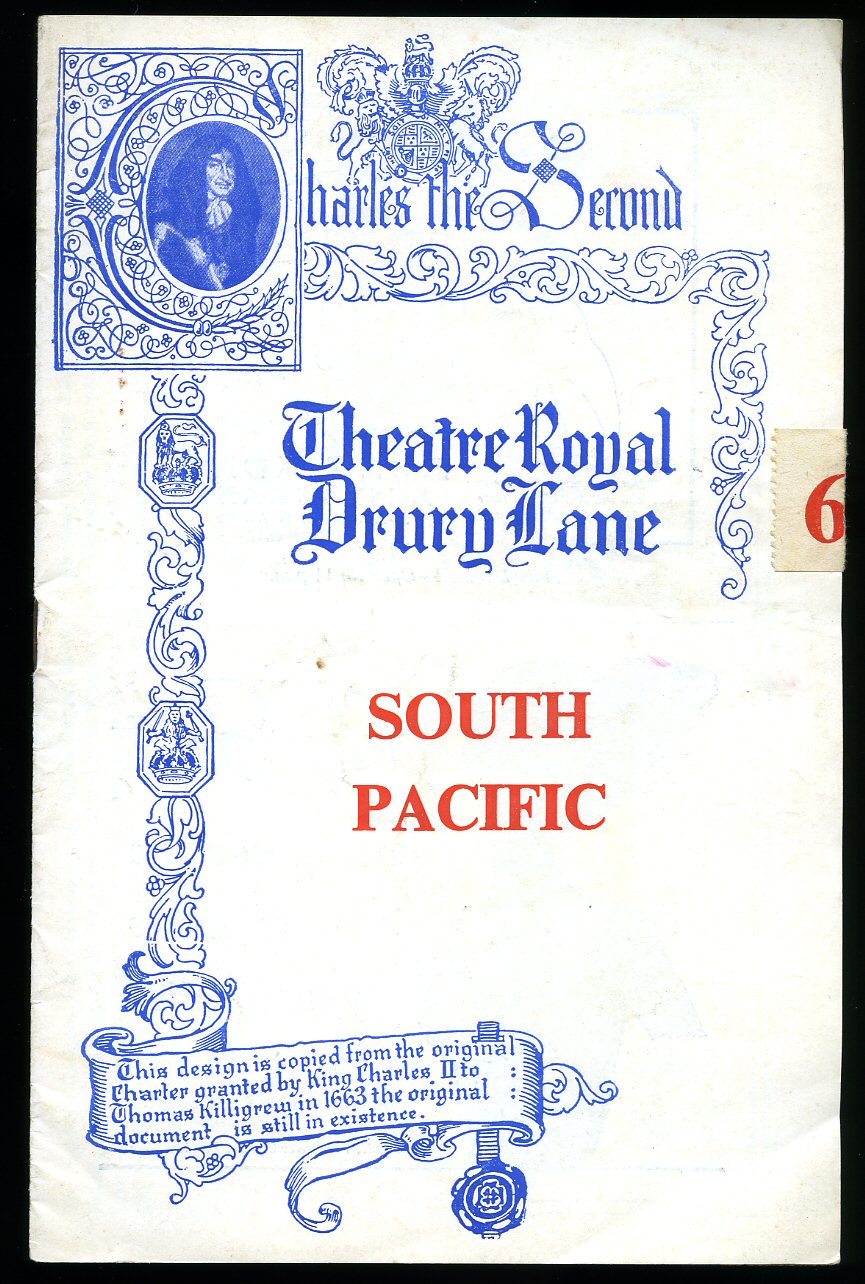 Charles the Second
Theatre Royal
Drury Lane
6
SOUTH
PACIFIC
This design is copied from the original
Charter granted by King Charles II to :
Thomas Killigrew in 1663 the original :
document is still in existence.